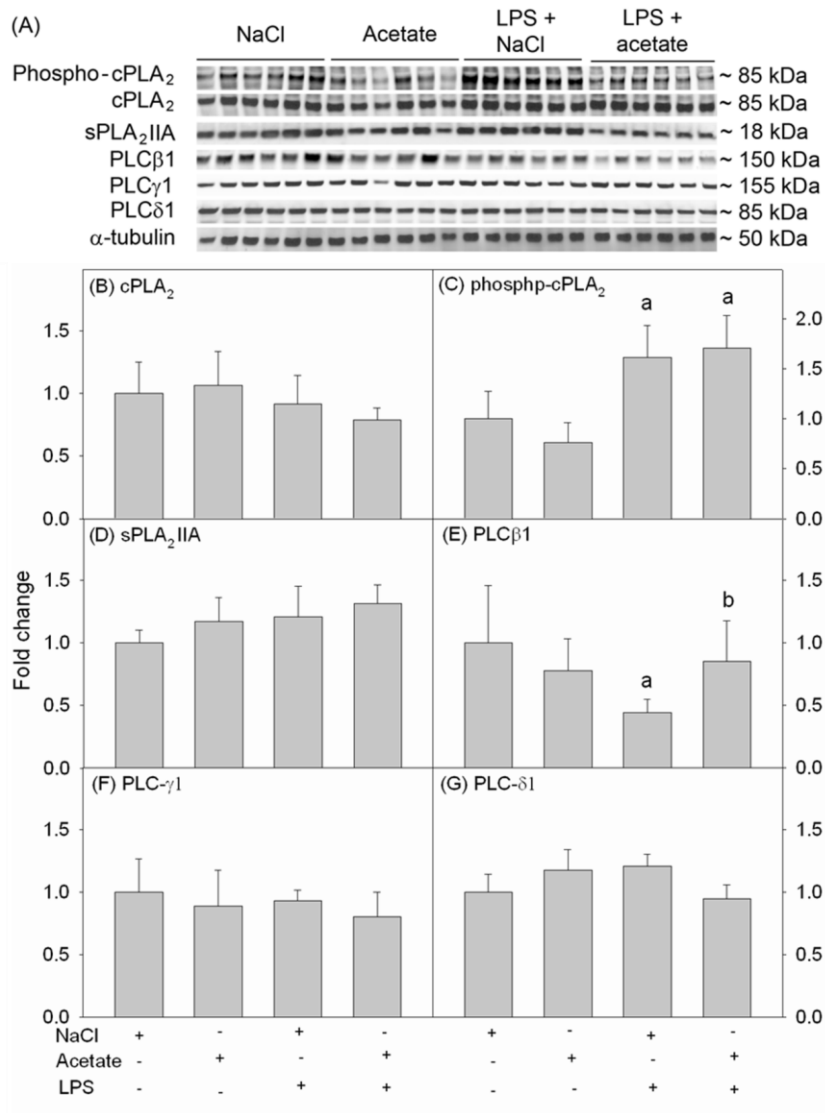 (A)
NaCl Acetate LPS + NaCl LPS + acetate
Phospho-cPLA2 ~ 85 kDa
cPLA2 ~ 85 kDa
sPLA2IIA ~ 18 kDa
PLCβ1 ~ 150 kDa
PLCγ1 ~ 155 kDa
PLCδ1 ~ 85 kDa
α-tubulin ~ 50 kDa
(B) cPLA2
1.5
1.0
0.5
0.0
(C) phosphp-cPLA2
a a
2.0
1.5
1.0
0.5
0.0
(D) sPLA2IIA
1.5
1.0
0.5
0.0
(E) PLCβ1
a b
1.5
1.0
0.5
0.0
Fold change
(F) PLC-γ1
1.5
1.0
0.5
0.0
(G) PLC-δ1
1.5
1.0
0.5
0.0
NaCl + - + - + - + -
Acetate - + - + - + - +
LPS - - + + - - + +